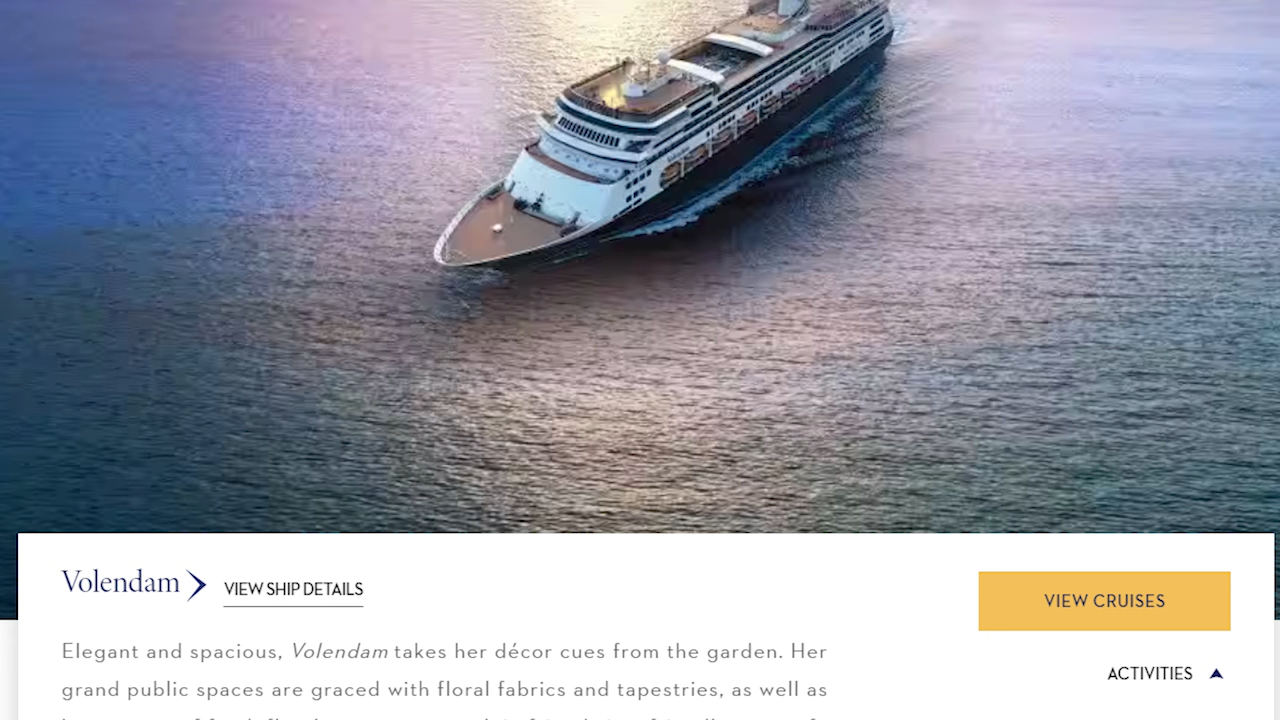 Volendam
VIEW SHIP DETAILS
VIEW CRUISES
Elegant and spacious, Volendam takes her décor cues from the garden. Her
ACTIVITIES
grand public spaces are graced with floral fabrics and tapestries, as well as